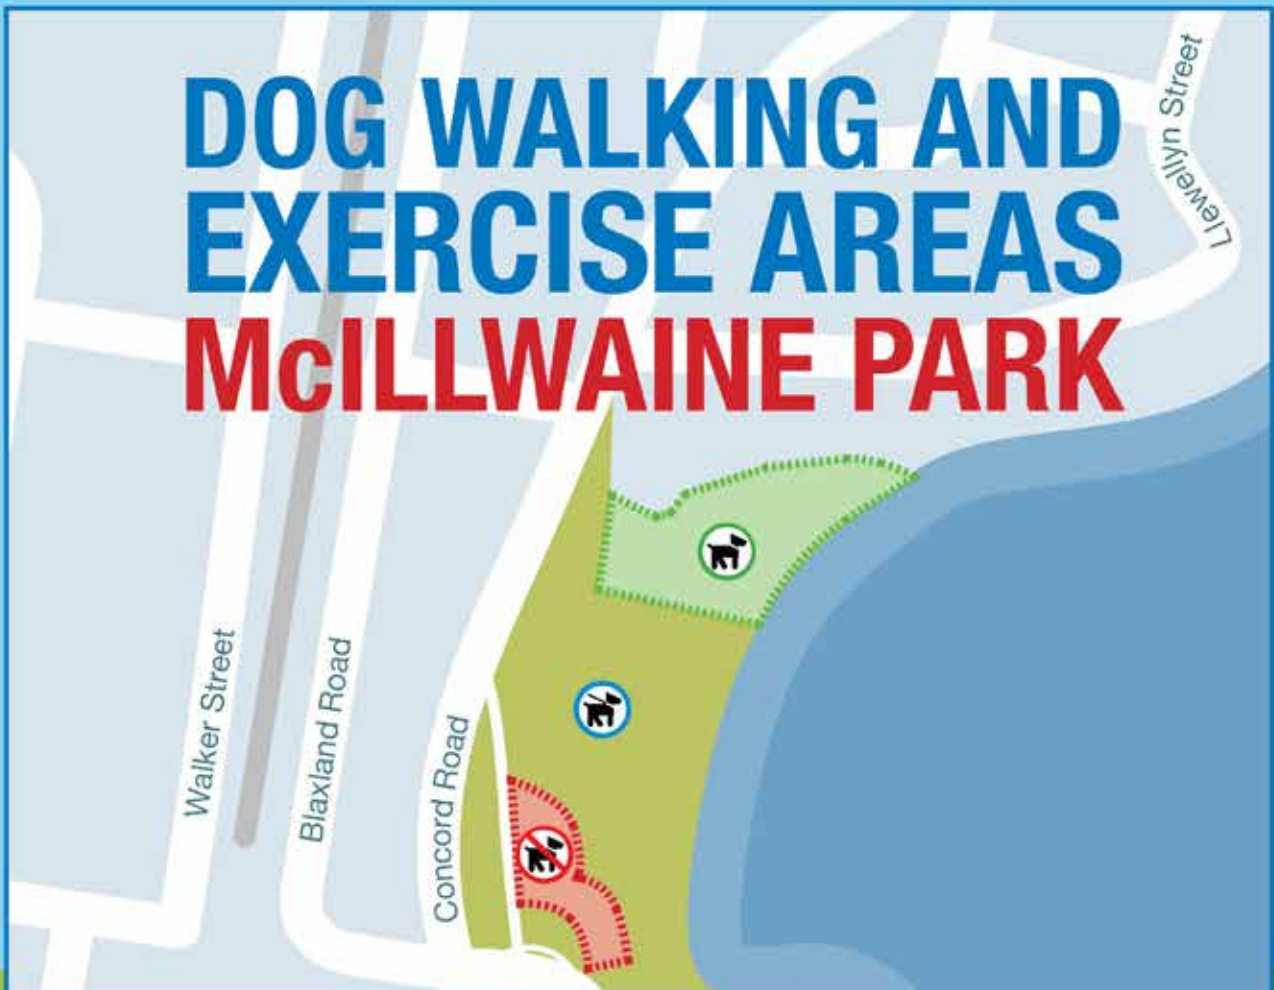 DOG WALKING AND
EXERCISE AREAS
McILLWAINE PARK
Llewellyn Street
Walker Street
Blaxland Road
Concord Road